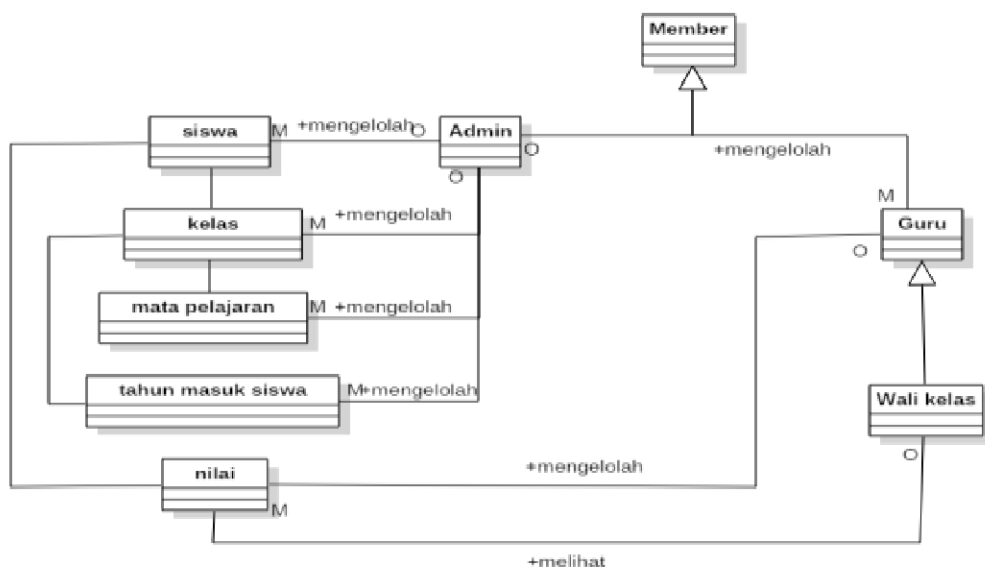 Member
siswa
M
+mengelolah
O
Admin
O
+mengelolah
O
M
kelas
M
+mengelolah
Guru
O
mata pelajaran
M
+mengelolah
tahun masuk siswa
M
+mengelolah
Wali kelas
O
nilai
M
+mengelolah
+melihat